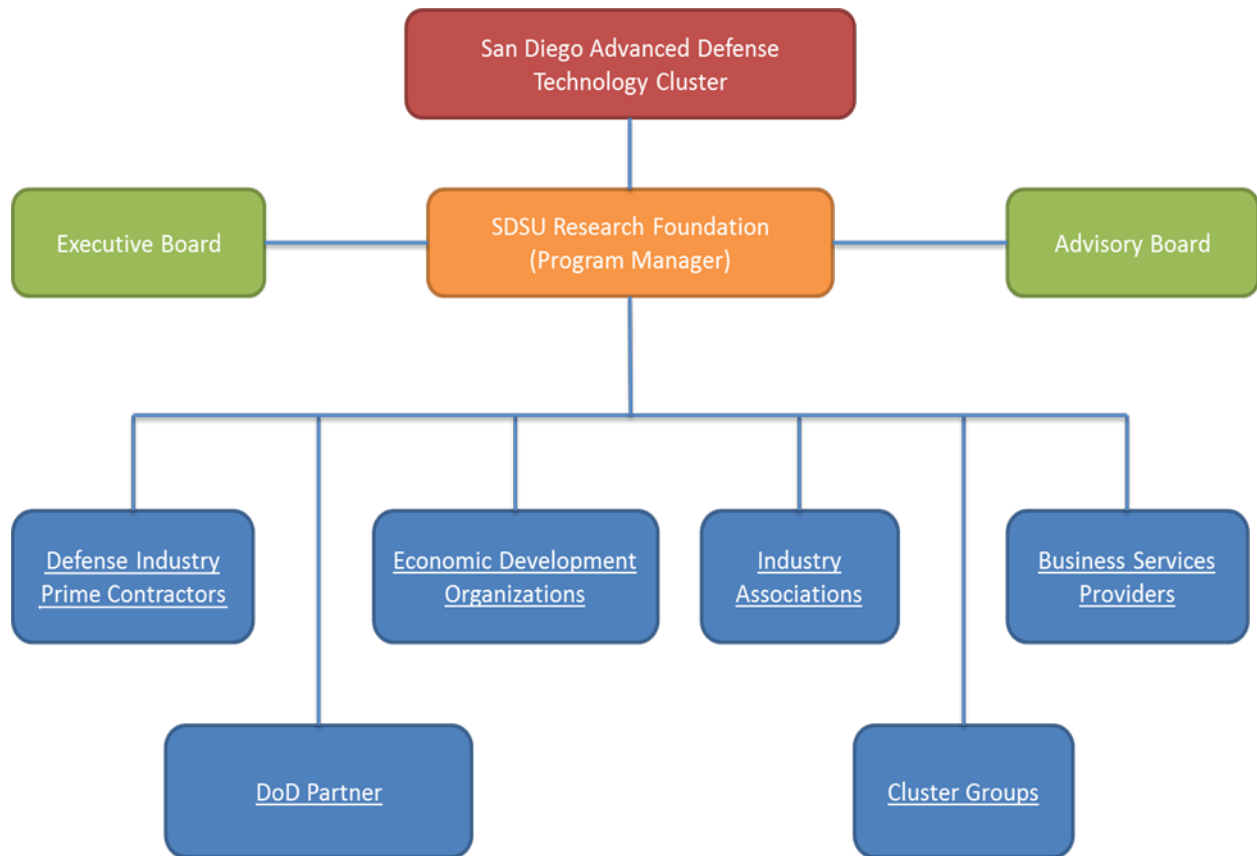 San Diego Advanced Defense
Technology Cluster
Executive Board
SDSU Research Foundation
(Program Manager)
Advisory Board
Defense Industry
Prime Contractors
Economic Development
Organizations
Industry
Associations
Business Services
Providers
DoD Partner
Cluster Groups